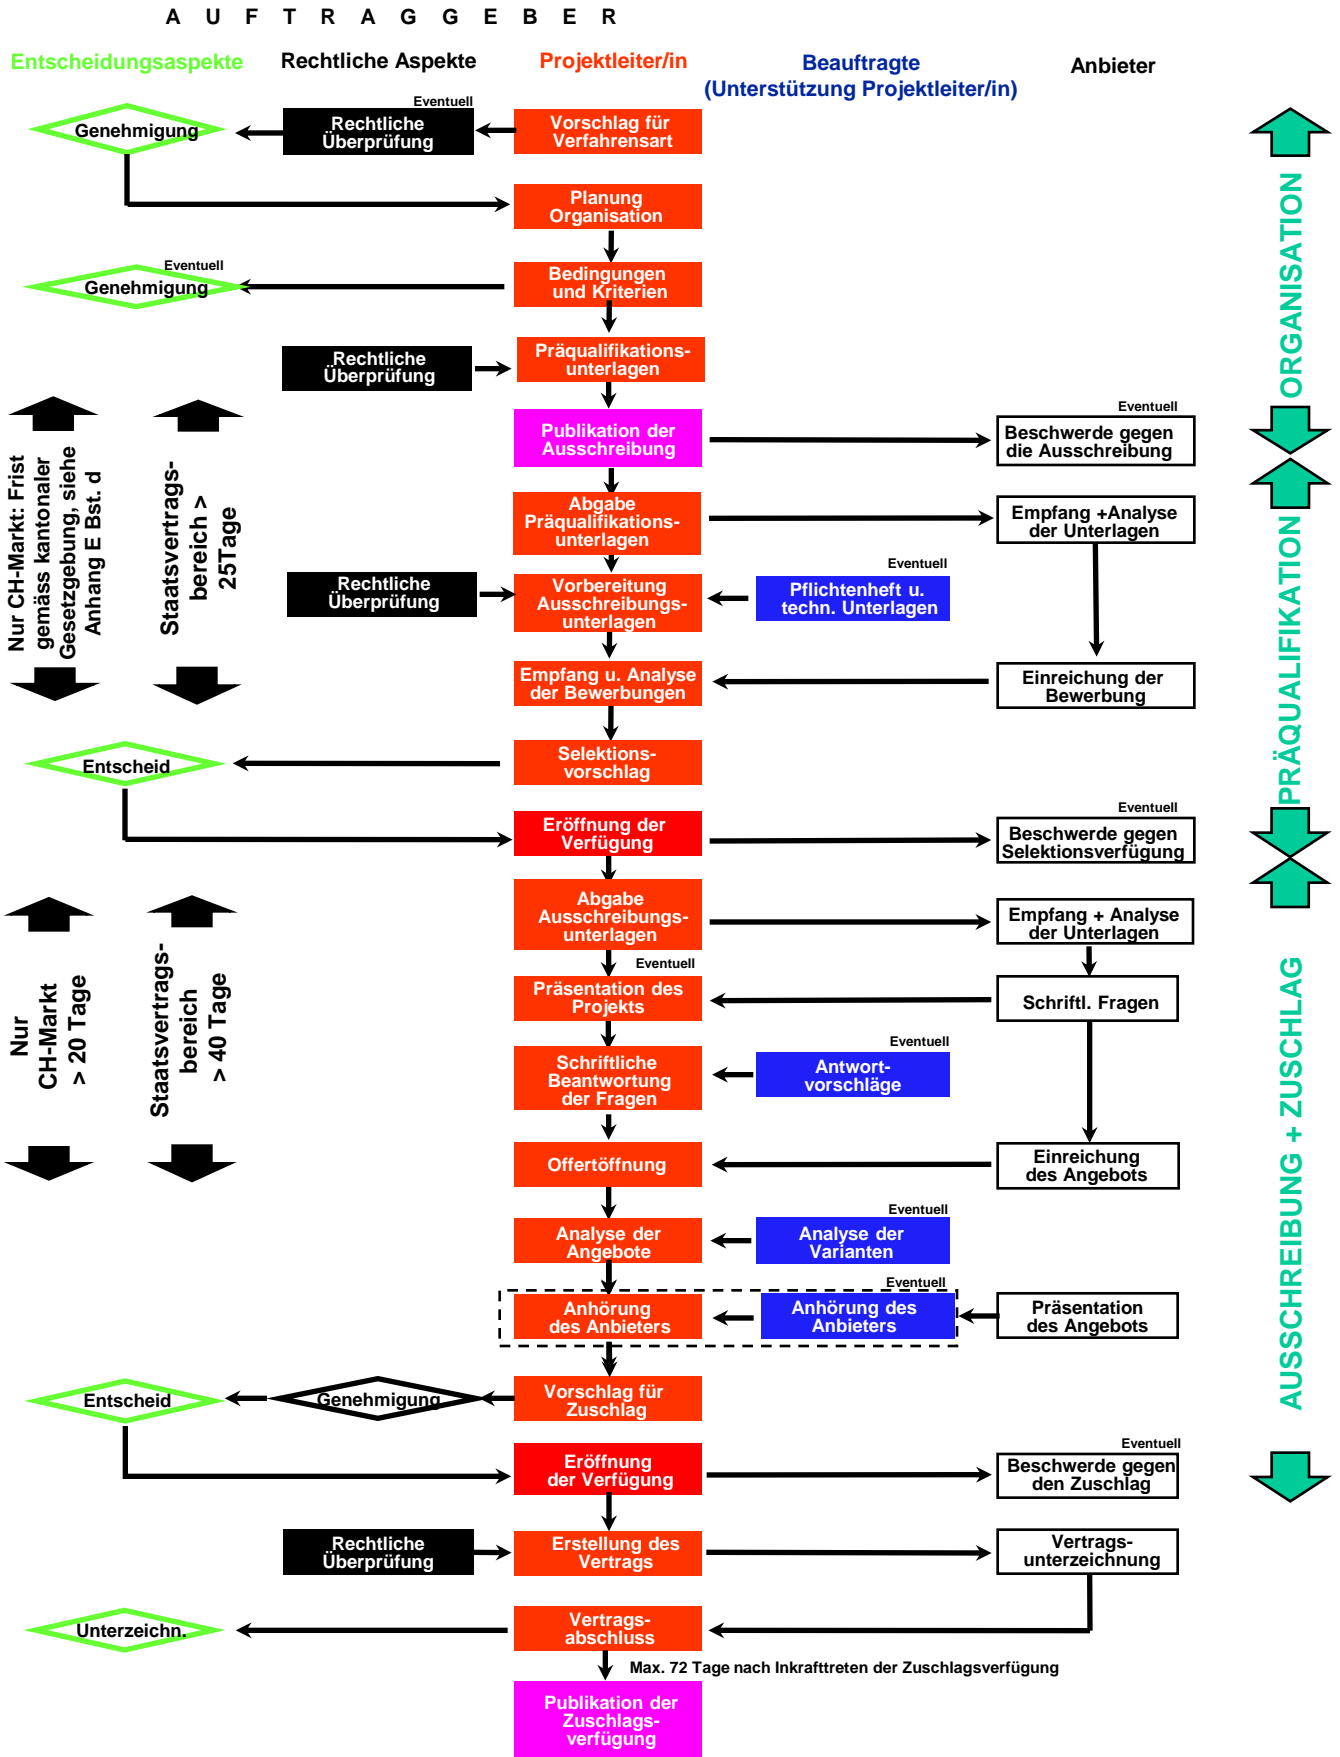 A U F T R A G G E B E R
Entscheidungsaspekte
Rechtliche Aspekte
Projektleiter/in
Beauftragte
(Unterstützung Projektleiter/in)
Anbieter
Genehmigung
Eventuell
Rechtliche
Überprüfung
Vorschlag für
Verfahrensart
Planung
Organisation
Eventuell
Genehmigung
Bedingungen
und Kriterien
Rechtliche
Überprüfung
Präqualifikations-
unterlagen
Publikation der
Ausschreibung
Eventuell
Beschwerde gegen
die Ausschreibung
ORGANISATION
Nur CH-Markt: Frist
gemäss kantonaler
Gesetzgebung, siehe
Anhang E Bst. d
Staatsvertrags-
bereich >
25Tage
Abgabe
Präqualifikations-
unterlagen
Empfang +Analyse
der Unterlagen
Rechtliche
Überprüfung
Vorbereitung
Ausschreibungs-
unterlagen
Eventuell
Pflichtenheft u.
techn. Unterlagen
Empfang u. Analyse
der Bewerbungen
Einreichung der
Bewerbung
Entscheid
Selektions-
vorschlag
PRÄQUALIFIKATION
Eröffnung der
Verfügung
Eventuell
Beschwerde gegen
Selektionsverfügung
Nur
CH-Markt
> 20 Tage
Staatsvertrags-
bereich
> 40 Tage
Abgabe
Ausschreibungs-
unterlagen
Empfang + Analyse
der Unterlagen
Eventuell
Präsentation des
Projekts
Schriftl. Fragen
Schriftliche
Beantwortung
der Fragen
Eventuell
Antwort-
vorschläge
Offertöffnung
Einreichung
des Angebots
Analyse der
Angebote
Eventuell
Analyse der
Varianten
Anhörung
des Anbieters
Eventuell
Anhörung des
Anbieters
Präsentation
des Angebots
AUSSCHREIBUNG + ZUSCHLAG
Entscheid
Genehmigung
Vorschlag für
Zuschlag
Eröffnung
der Verfügung
Eventuell
Beschwerde gegen
den Zuschlag
Rechtliche
Überprüfung
Erstellung des
Vertrags
Vertrags-
unterzeichnung
Unterzeichn.
Vertrags-
abschluss
Max. 72 Tage nach Inkrafttreten der Zuschlagsverfügung
Publikation der
Zuschlags-
verfügung